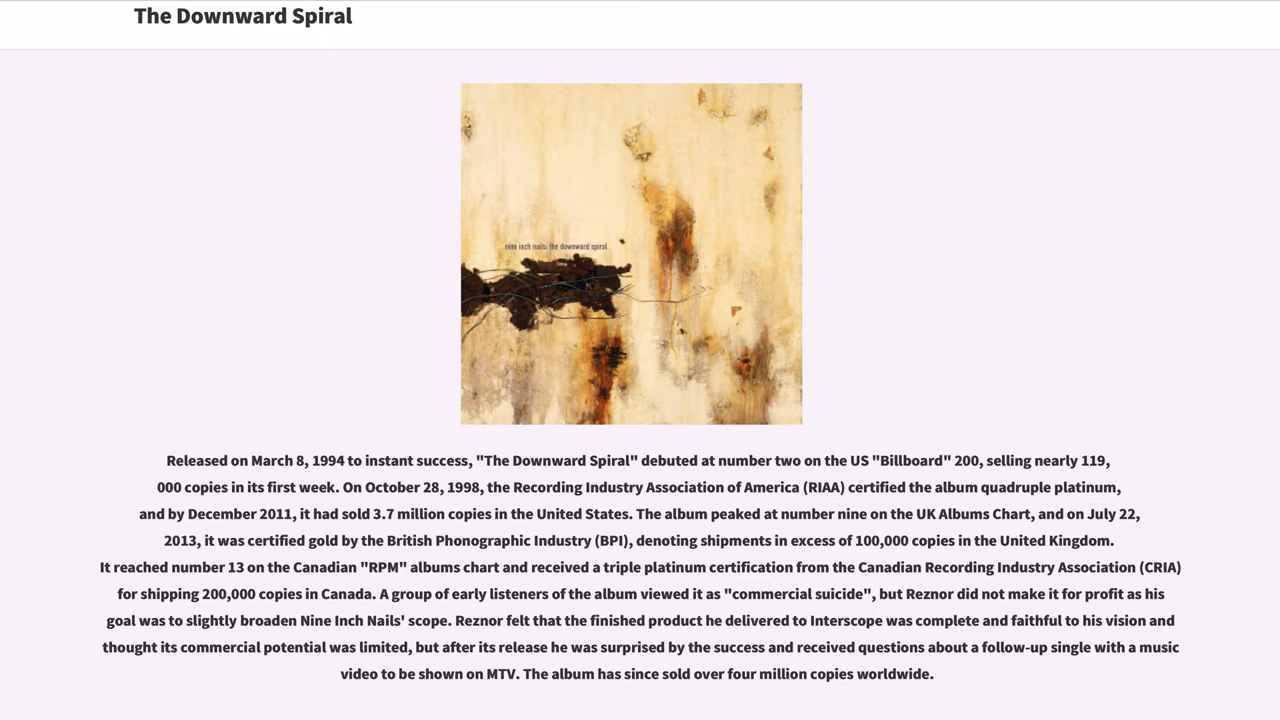 The Downward Spiral
nine inch nails: the downward spiral
Released on March 8, 1994 to instant success, "The Downward Spiral" debuted at number two on the US "Billboard" 200, selling nearly 119,
000 copies in its first week. On October 28, 1998, the Recording Industry Association of America (RIAA) certified the album quadruple platinum,
and by December 2011, it had sold 3.7 million copies in the United States. The album peaked at number nine on the UK Albums Chart, and on July 22,
2013, it was certified gold by the British Phonographic Industry (BPI), denoting shipments in excess of 100,000 copies in the United Kingdom.
It reached number 13 on the Canadian "RPM" albums chart and received a triple platinum certification from the Canadian Recording Industry Association (CRIA)
for shipping 200,000 copies in Canada. A group of early listeners of the album viewed it as "commercial suicide", but Reznor did not make it for profit as his
goal was to slightly broaden Nine Inch Nails' scope. Reznor felt that the finished product he delivered to Interscope was complete and faithful to his vision and
thought its commercial potential was limited, but after its release he was surprised by the success and received questions about a follow-up single with a music
video to be shown on MTV. The album has since sold over four million copies worldwide.